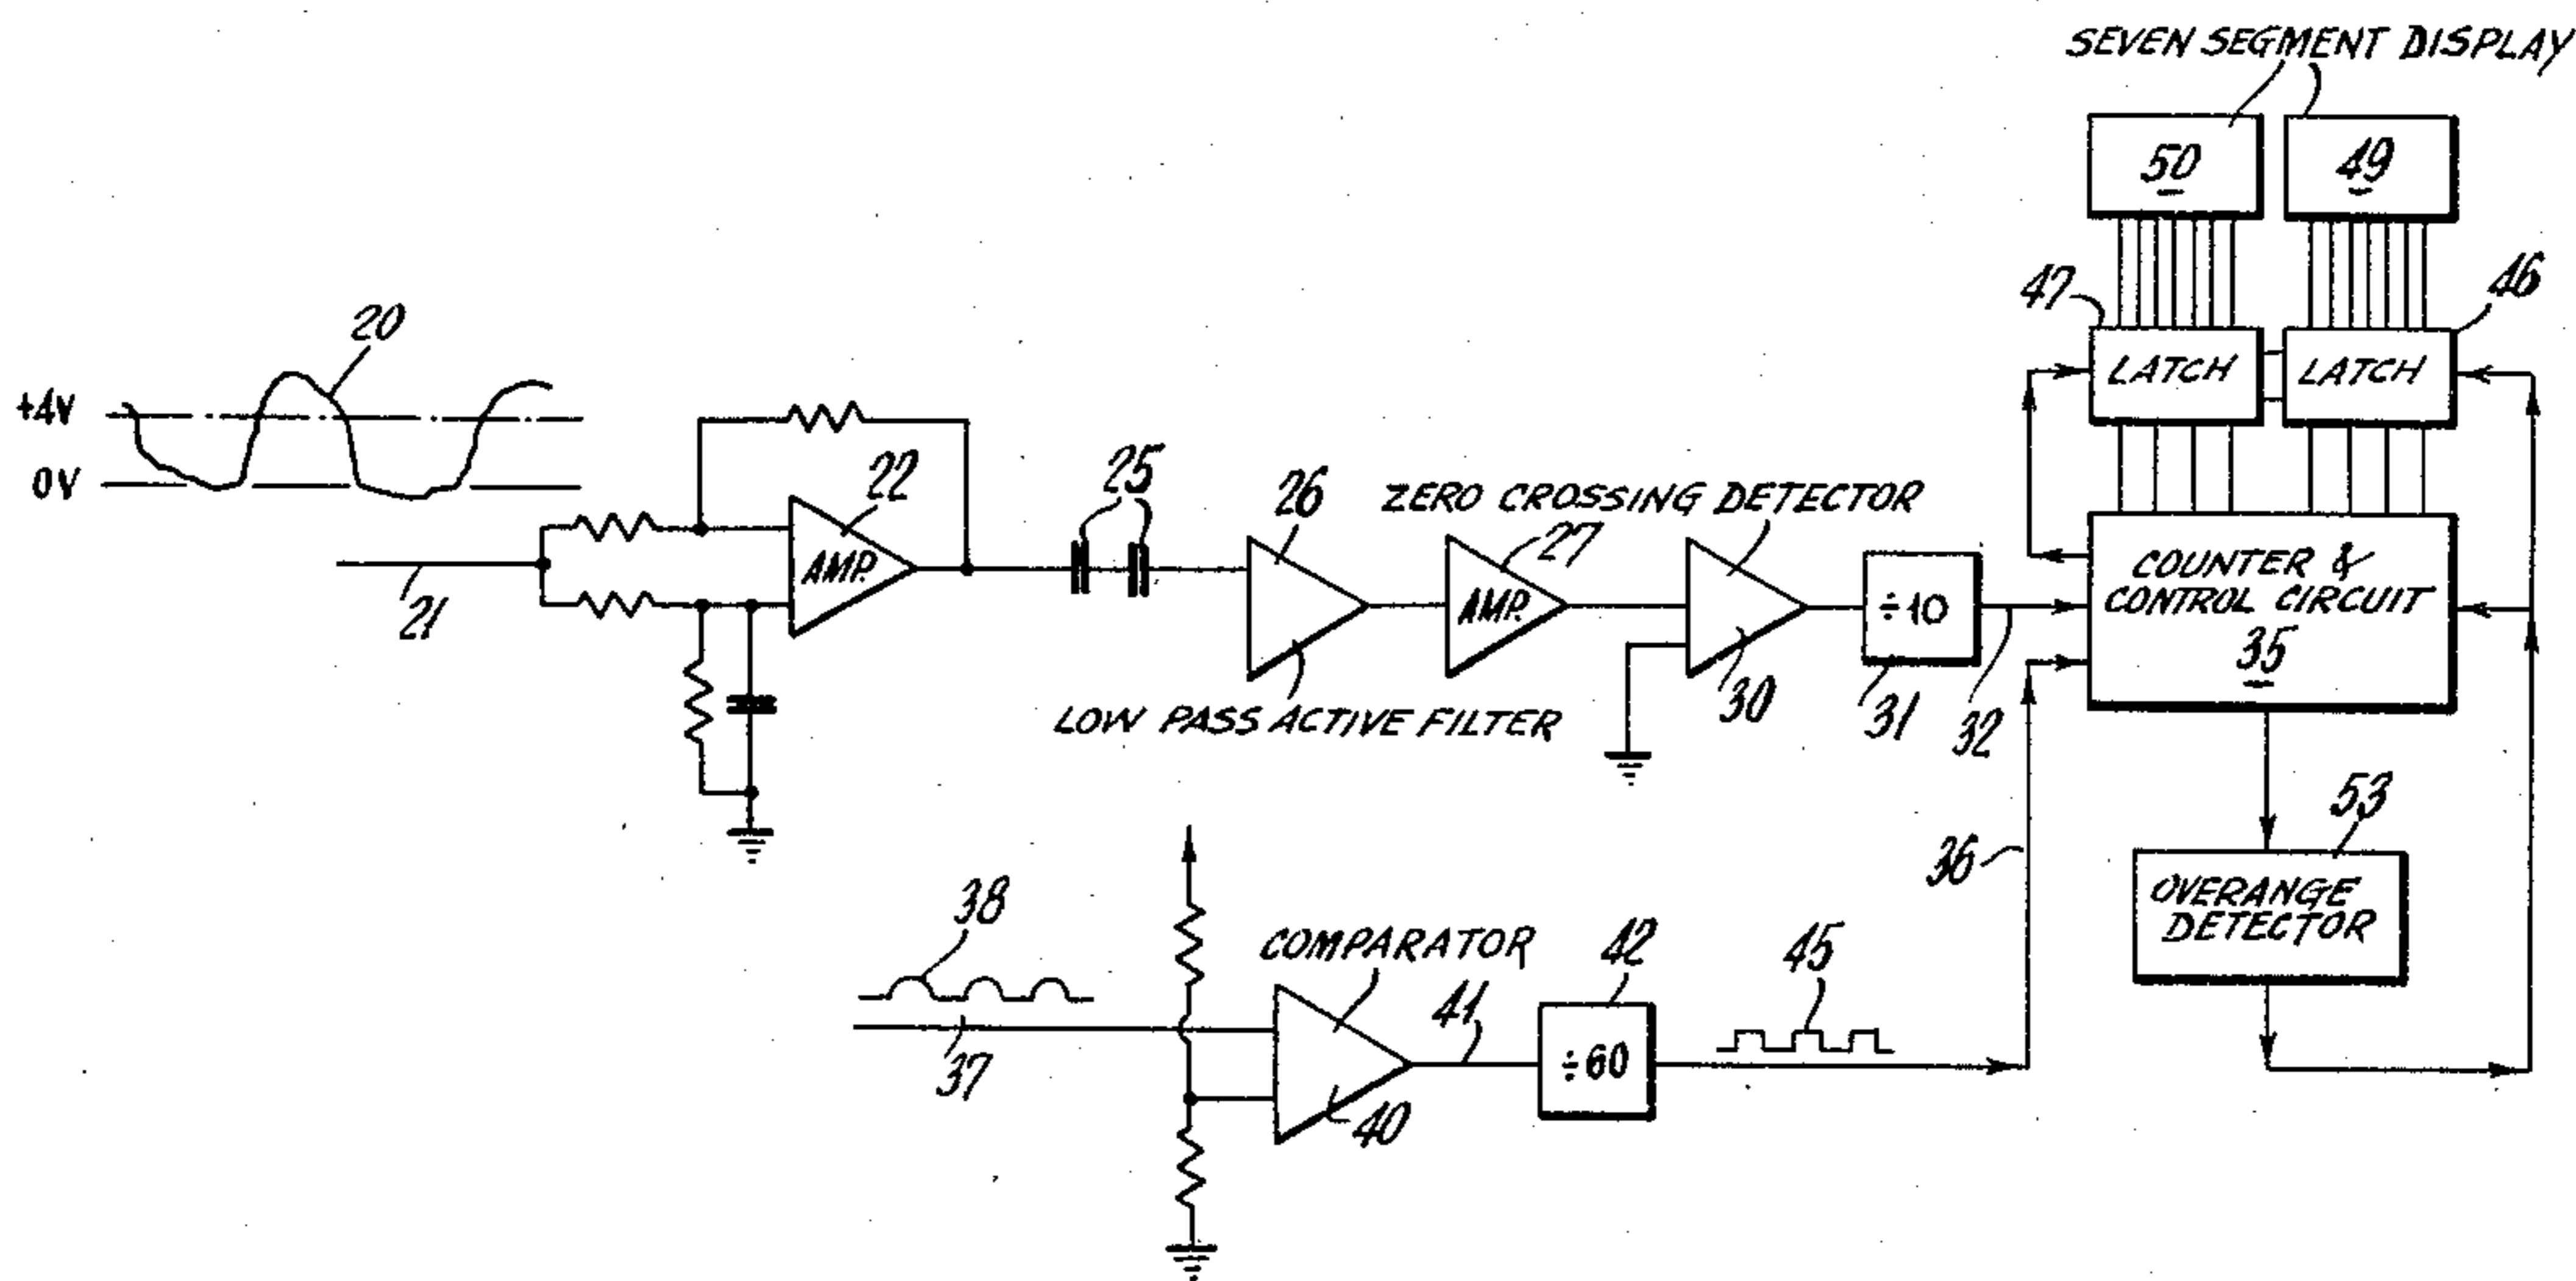 SEVEN SEGMENT DISPLAY
50
49
47
46
LATCH
LATCH
20
+4V
0V
22
AMP.
21
25
26
LOW PASS ACTIVE FILTER
27
AMP.
ZERO CROSSING DETECTOR
30
÷10
31
32
COUNTER &
CONTROL CIRCUIT
35
36
53
OVERANGE
DETECTOR
38
37
COMPARATOR
40
41
42
÷60
45